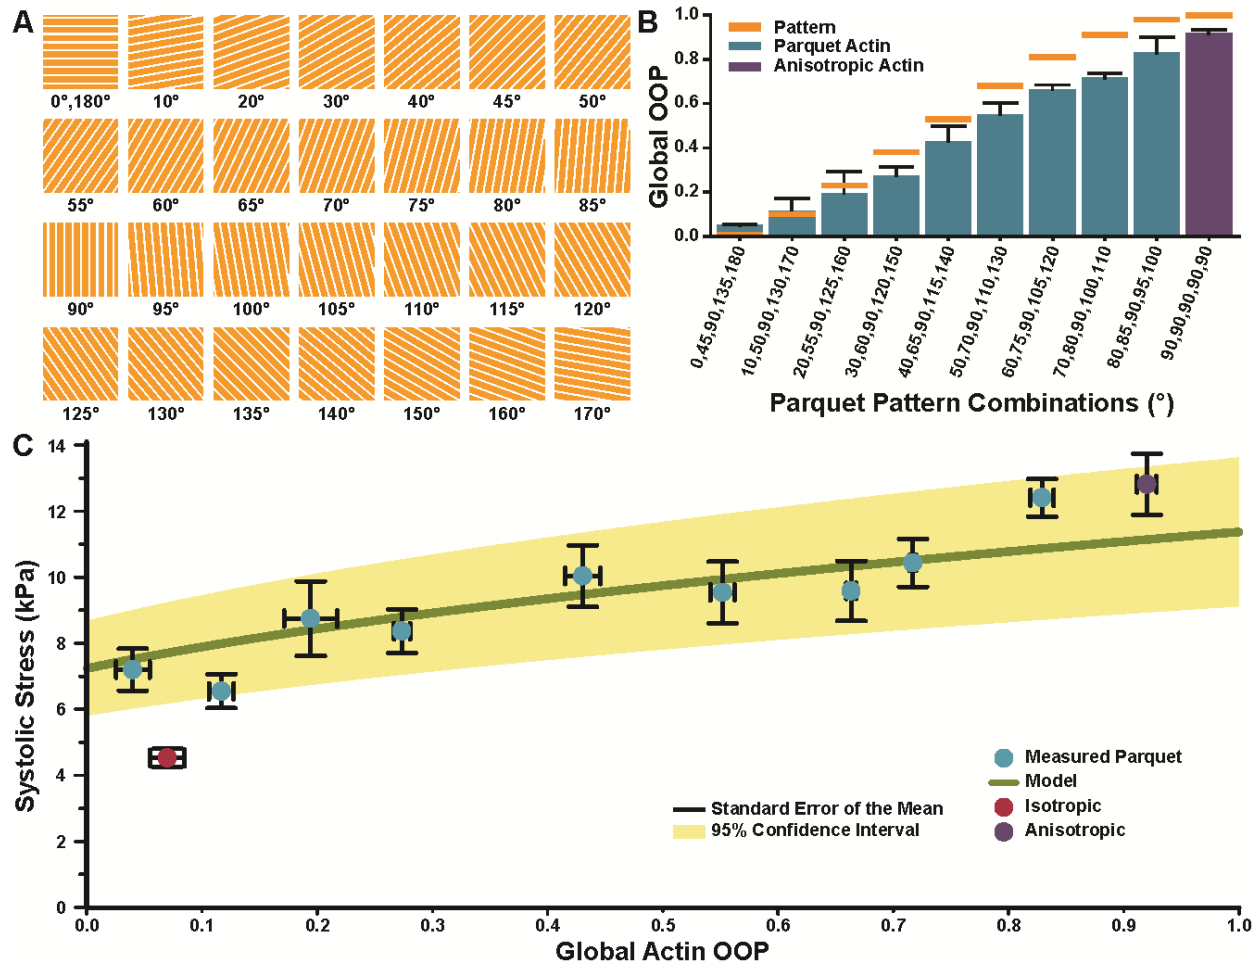 A
0°,180° 10° 20° 30° 40° 45° 50°
55° 60° 65° 70° 75° 80° 85°
90° 95° 100° 105° 110° 115° 120°
125° 130° 135° 140° 150° 160° 170°
B
Global OOP
1.0
0.8
0.6
0.4
0.2
0.0
Pattern
Parquet Actin
Anisotropic Actin
0,45,90,135,180
10,50,90,130,170
20,55,90,125,160
30,60,90,120,150
40,65,90,115,140
50,70,90,110,130
60,75,90,105,120
70,80,90,100,110
80,85,90,95,100
90,90,90,90,90
Parquet Pattern Combinations (°)
C
Systolic Stress (kPa)
14
12
10
8
6
4
2
0
Standard Error of the Mean
95% Confidence Interval
Measured Parquet
Model
Isotropic
Anisotropic
0.0 0.1 0.2 0.3 0.4 0.5 0.6 0.7 0.8 0.9 1.0
Global Actin OOP